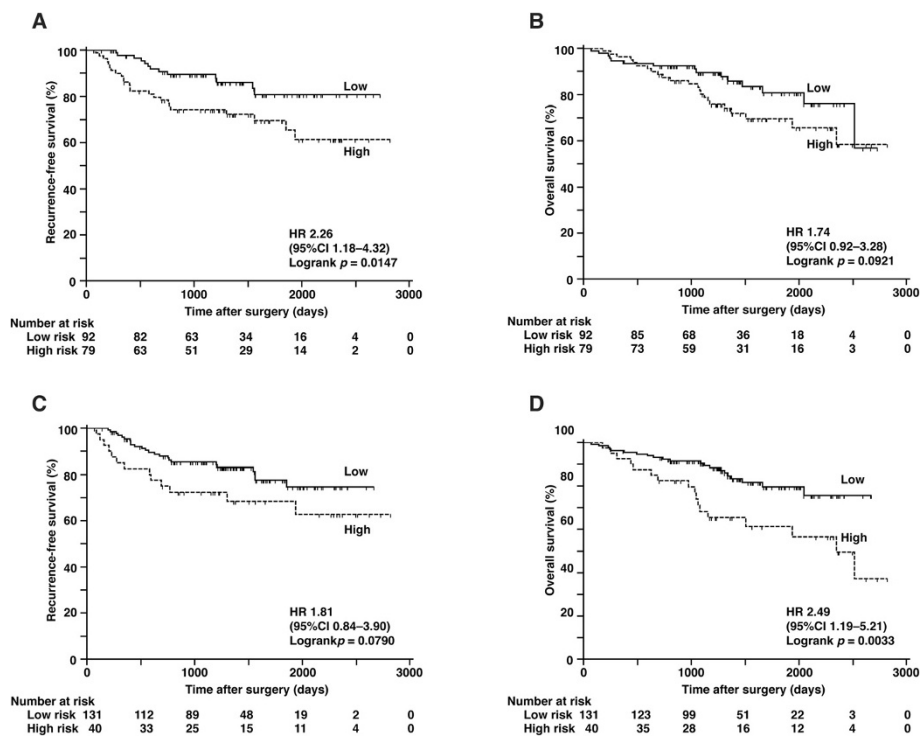 A
Recurrence-free survival (%)
100
80
60
40
20
0
Low
High
HR 2.26
(95%CI 1.18–4.32)
Logrank p = 0.0147
0 1000 2000 3000
Time after surgery (days)
Number at risk
Low risk 92 82 63 34 16 4 0
High risk 79 63 51 29 14 2 0
B
Overall survival (%)
100
80
60
40
20
0
Low
High
HR 1.74
(95%CI 0.92–3.28)
Logrank p = 0.0921
0 1000 2000 3000
Time after surgery (days)
Number at risk
Low risk 92 85 68 36 18 4 0
High risk 79 73 59 31 16 3 0
C
Recurrence-free survival (%)
100
80
60
40
20
0
Low
High
HR 1.81
(95%CI 0.84–3.90)
Logrank p = 0.0790
0 1000 2000 3000
Time after surgery (days)
Number at risk
Low risk 131 112 89 48 19 2 0
High risk 40 33 25 15 11 4 0
D
Overall survival (%)
100
80
60
40
20
0
Low
High
HR 2.49
(95%CI 1.19–5.21)
Logrank p = 0.0033
0 1000 2000 3000
Time after surgery (days)
Number at risk
Low risk 131 123 99 51 22 3 0
High risk 40 35 28 16 12 4 0